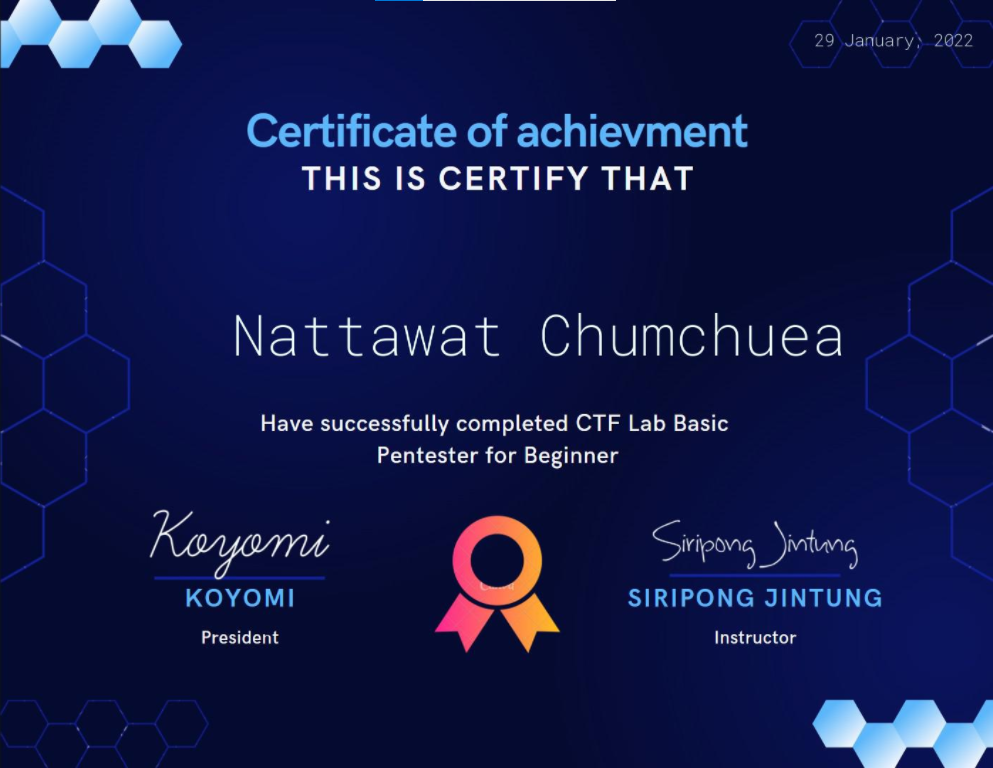 29 January, 2022
Certificate of achievment
THIS IS CERTIFY THAT
Nattawat Chumchuea
Have successfully completed CTF Lab Basic
Pentester for Beginner
Koyomi
KOYOMI
President
Siripong Jintung
SIRIPONG JINTUNG
Instructor